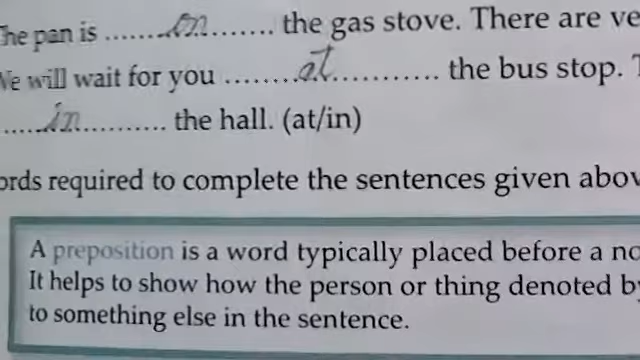 The pan is ........on........ the gas stove. There are ve
We will wait for you ........at............ the bus stop. T
.....in........... the hall. (at/in)
ords required to complete the sentences given abov
A preposition is a word typically placed before a no
It helps to show how the person or thing denoted by
to something else in the sentence.